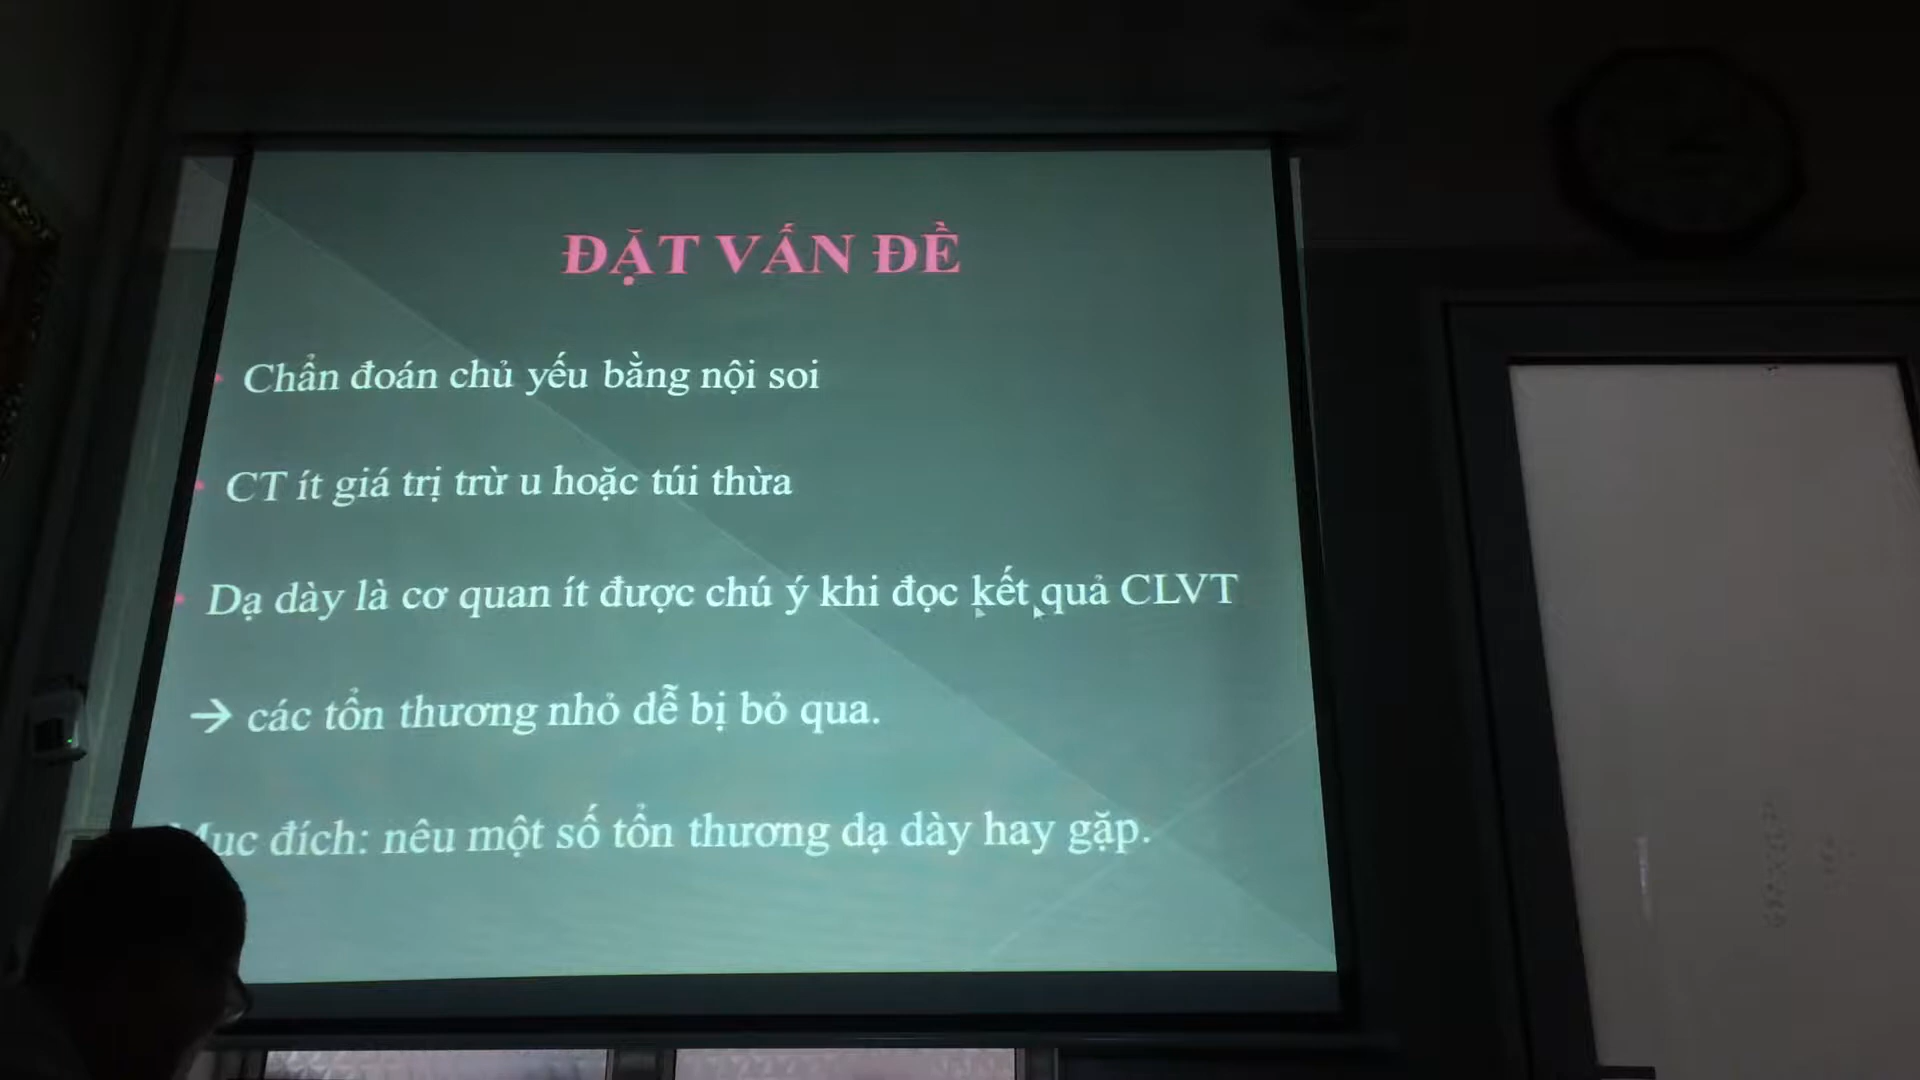 ĐẶT VẤN ĐỀ
Chẩn đoán chủ yếu bằng nội soi
CT ít giá trị trừ u hoặc túi thừa
Dạ dày là cơ quan ít được chú ý khi đọc kết quả CLVT
→ các tổn thương nhỏ dễ bị bỏ qua.
đích: nêu một số tổn thương dạ dày hay gặp.